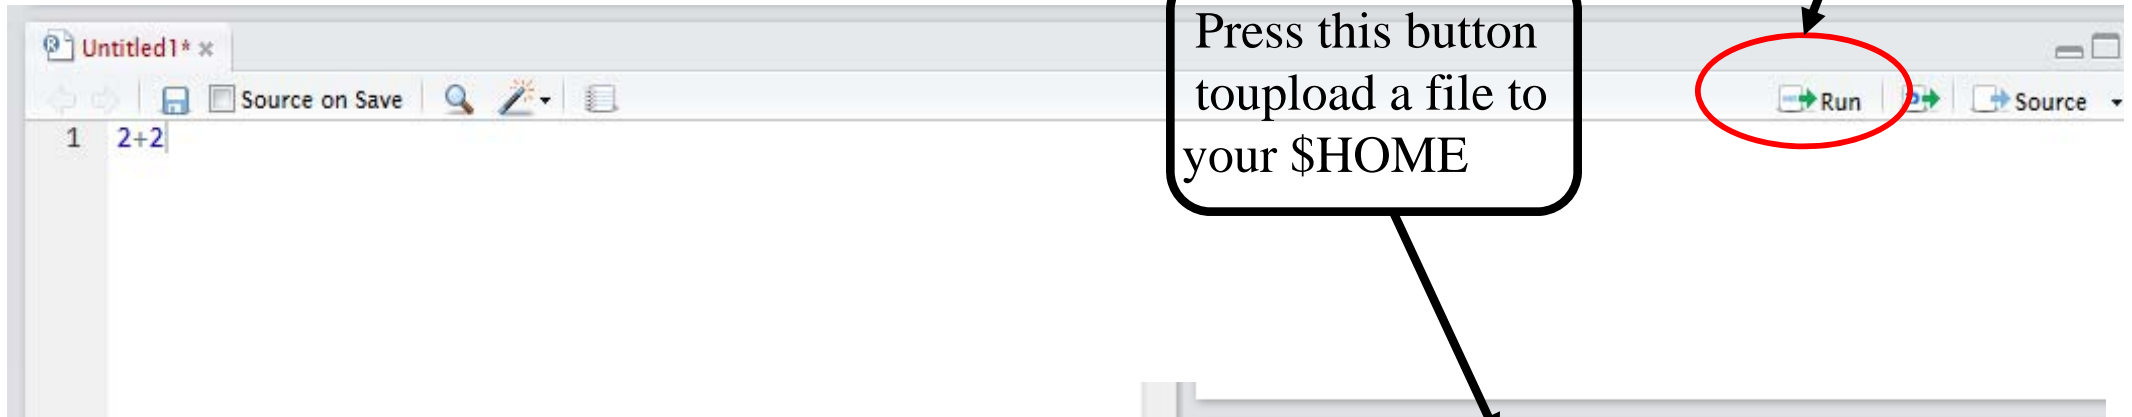 Untitled1*
Source on Save
Run
Source
1 2+2
Press this button
toupload a file to
your $HOME